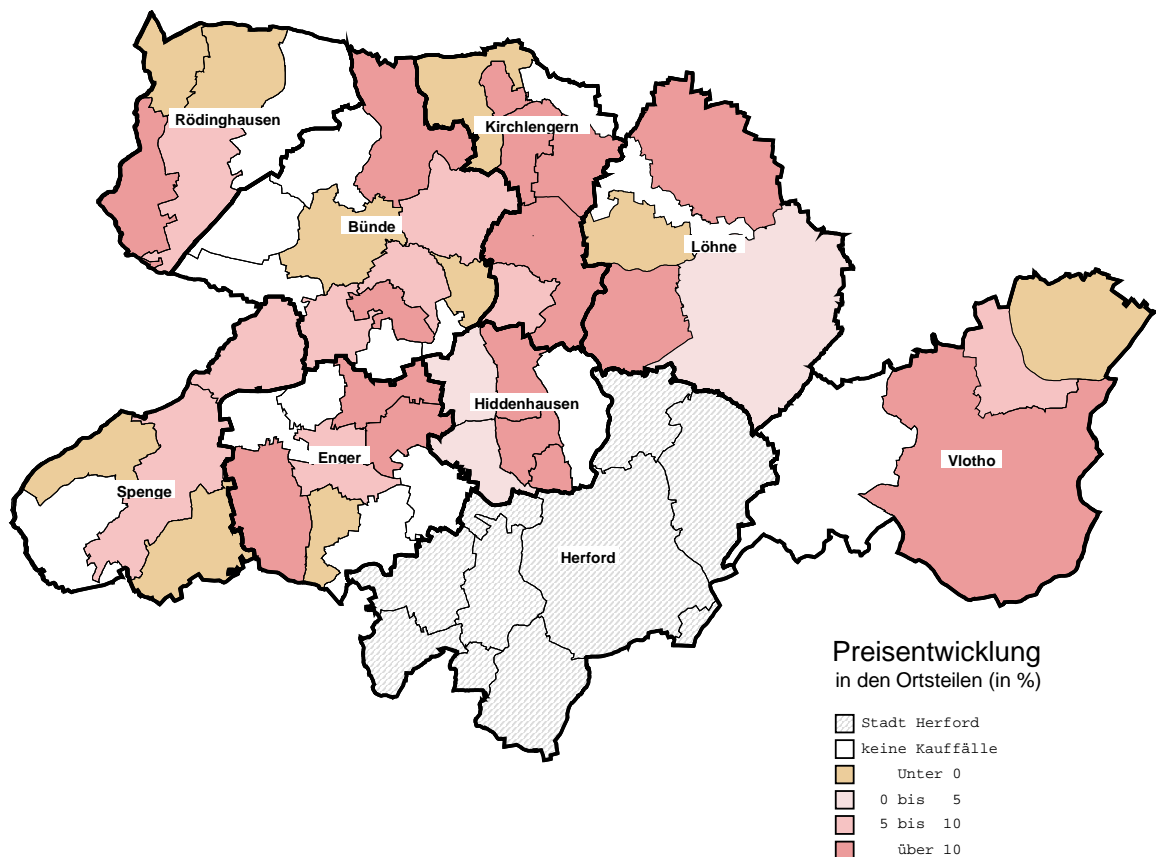 Rödinghausen
Kirchlengern
Bünde
Löhne
Hiddenhausen
Enger
Spenge
Vlotho
Herford
Preisentwicklung
in den Ortsteilen (in %)
Stadt Herford
keine Kauffälle
Unter 0
0 bis 5
5 bis 10
über 10